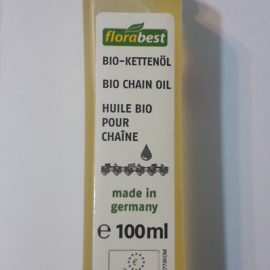 florabest
BIO-KETTENÖL
BIO CHAIN OIL
HUILE BIO
POUR
CHAÎNE
made in
germany
e 100ml